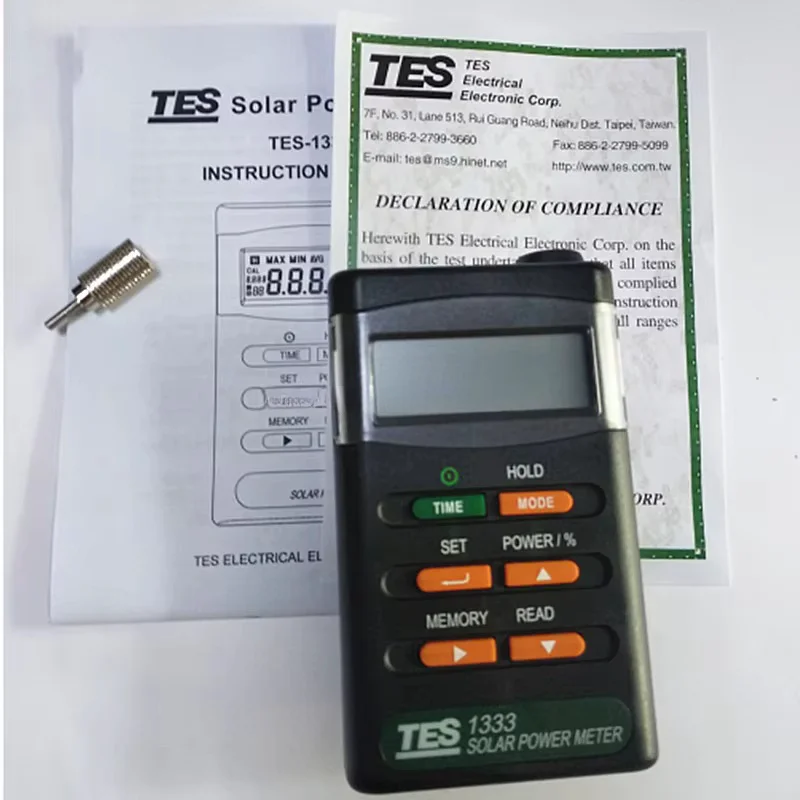 TES Solar Po
TES-133
INSTRUCTION
MAX MIN AVG
CAL
8.8.8.
TIME
SET
MEMORY
SOLAR
TES ELECTRICAL EL
TES TES
Electrical
Electronic Corp.
7F, No. 31, Lane 513, Rui Guang Road, Neihu Dist. Taipei, Taiwan.
Tel: 886-2-2799-3660 Fax: 886-2-2799-5099
E-mail: tes@ms9.hinet.net http://www.tes.com.tw
DECLARATION OF COMPLIANCE
Herewith TES Electrical Electronic Corp. on the
basis of the test all items
complied
all ranges
ORP.
HOLD
TIME MODE
SET POWER / %
MEMORY READ
TES 1333
SOLAR POWER METER